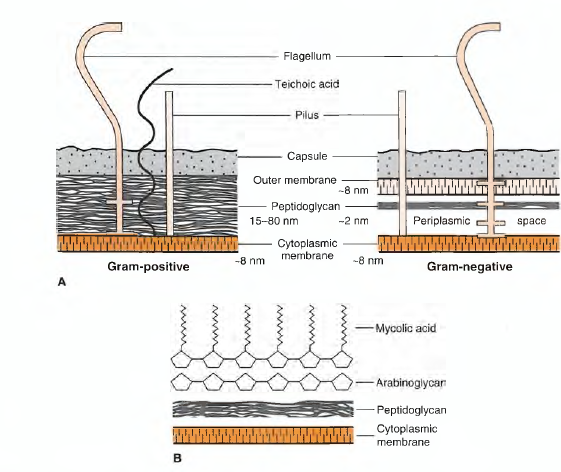 Flagellum
Teichoic acid
Pilus
Capsule
Outer membrane
~8 nm
Peptidoglycan
15–80 nm
~2 nm
Periplasmic
space
Cytoplasmic
membrane
~8 nm
~8 nm
Gram-positive
Gram-negative
A
Mycolic acid
Arabinoglycan
Peptidoglycan
Cytoplasmic
membrane
B